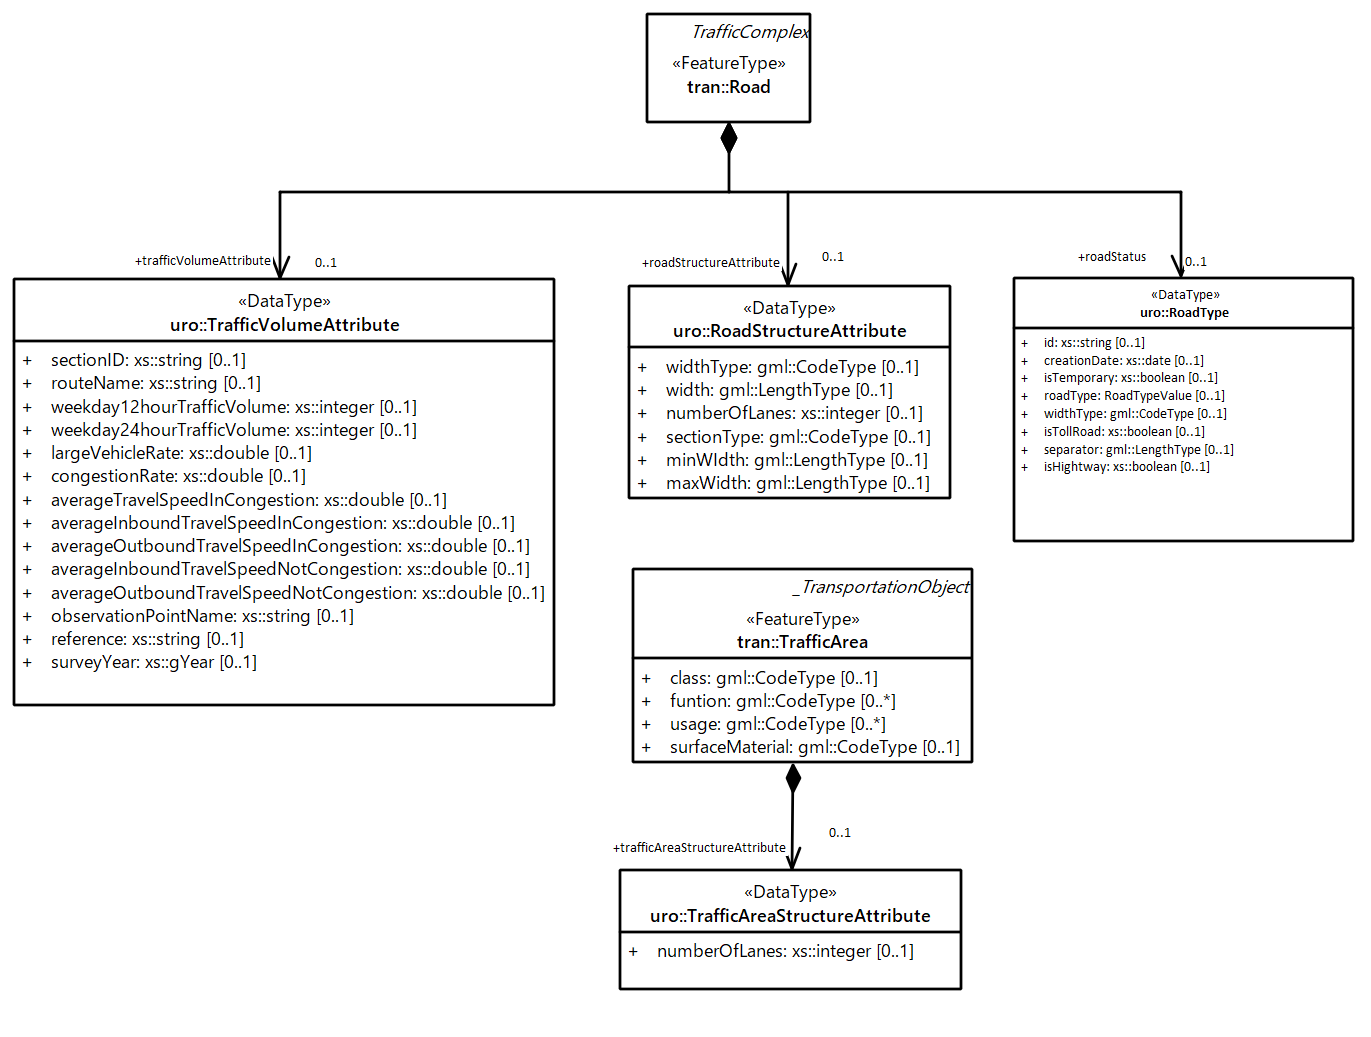 TrafficComplex
«FeatureType»
tran::Road
+trafficVolumeAttribute
0..1
«DataType»
uro::TrafficVolumeAttribute
+ sectionID: xs::string [0..1]
+ routeName: xs::string [0..1]
+ weekday12hourTrafficVolume: xs::integer [0..1]
+ weekday24hourTrafficVolume: xs::integer [0..1]
+ largeVehicleRate: xs::double [0..1]
+ congestionRate: xs::double [0..1]
+ averageTravelSpeedInCongestion: xs::double [0..1]
+ averageInboundTravelSpeedInCongestion: xs::double [0..1]
+ averageOutboundTravelSpeedInCongestion: xs::double [0..1]
+ averageInboundTravelSpeedNotCongestion: xs::double [0..1]
+ averageOutboundTravelSpeedNotCongestion: xs::double [0..1]
+ observationPointName: xs::string [0..1]
+ reference: xs::string [0..1]
+ surveyYear: xs::gYear [0..1]
+roadStructureAttribute
0..1
«DataType»
uro::RoadStructureAttribute
+ widthType: gml::CodeType [0..1]
+ width: gml::LengthType [0..1]
+ numberOfLanes: xs::integer [0..1]
+ sectionType: gml::CodeType [0..1]
+ minWIdth: gml::LengthType [0..1]
+ maxWidth: gml::LengthType [0..1]
+roadStatus
0..1
«DataType»
uro::RoadType
+ id: xs::string [0..1]
+ creationDate: xs::date [0..1]
+ isTemporary: xs::boolean [0..1]
+ roadType: RoadTypeValue [0..1]
+ widthType: gml::CodeType [0..1]
+ isTollRoad: xs::boolean [0..1]
+ separator: gml::LengthType [0..1]
+ isHightway: xs::boolean [0..1]
_TransportationObject
«FeatureType»
tran::TrafficArea
+ class: gml::CodeType [0..1]
+ funtion: gml::CodeType [0..*]
+ usage: gml::CodeType [0..*]
+ surfaceMaterial: gml::CodeType [0..1]
+trafficAreaStructureAttribute
0..1
«DataType»
uro::TrafficAreaStructureAttribute
+ numberOfLanes: xs::integer [0..1]